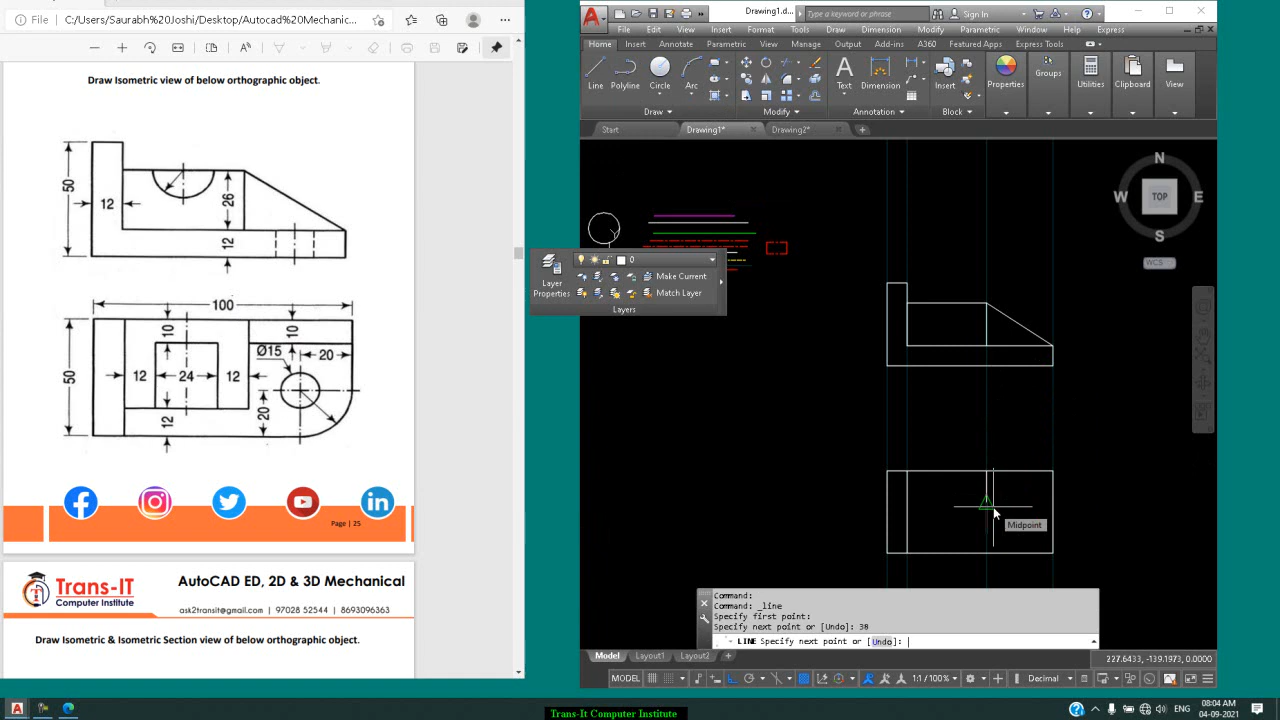 C:/Users/O Joshi/Desktop/Autocad%20Mechanic...
Draw Isometric view of below orthographic object.
50
12
26
12
100
10
10
Ø15
20
50
12
24
12
20
12
Page | 25
Trans-IT
Computer Institute
AutoCAD ED, 2D & 3D Mechanical
ask2transit@gmail.com | 97028 52544 | 8693096363
Draw Isometric & Isometric Section view of below orthographic object.
Drawing1.d...
Type a keyword or phrase
Sign In
File Edit View Insert Format Tools Draw Dimension Modify Parametric Window Help Express
Home Insert Annotate Parametric View Manage Output Add-ins A360 Featured Apps Express Tools
Line Polyline Circle Arc Text Dimension Insert Properties Groups Utilities Clipboard View
Draw Modify Annotation Block
Start Drawing1* Drawing2*
N
W TOP E
S
WCS
Layer
Properties
0
Make Current
Match Layer
Layers
Midpoint
Command:
Command: _line
Specify first point:
Specify next point or [Undo]: 38
LINE Specify next point or [Undo]:
Model Layout1 Layout2
227.6433, -139.1973, 0.0000
MODEL 1:1 / 100% Decimal
Trans-It Computer Institute
ENG
08:04 AM
04-09-2021